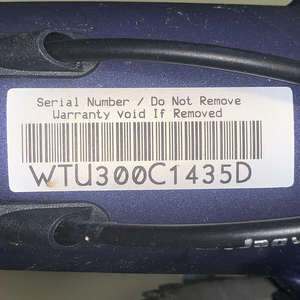 Serial Number / Do Not Remove
Warranty Void If Removed
WTU300C1435D